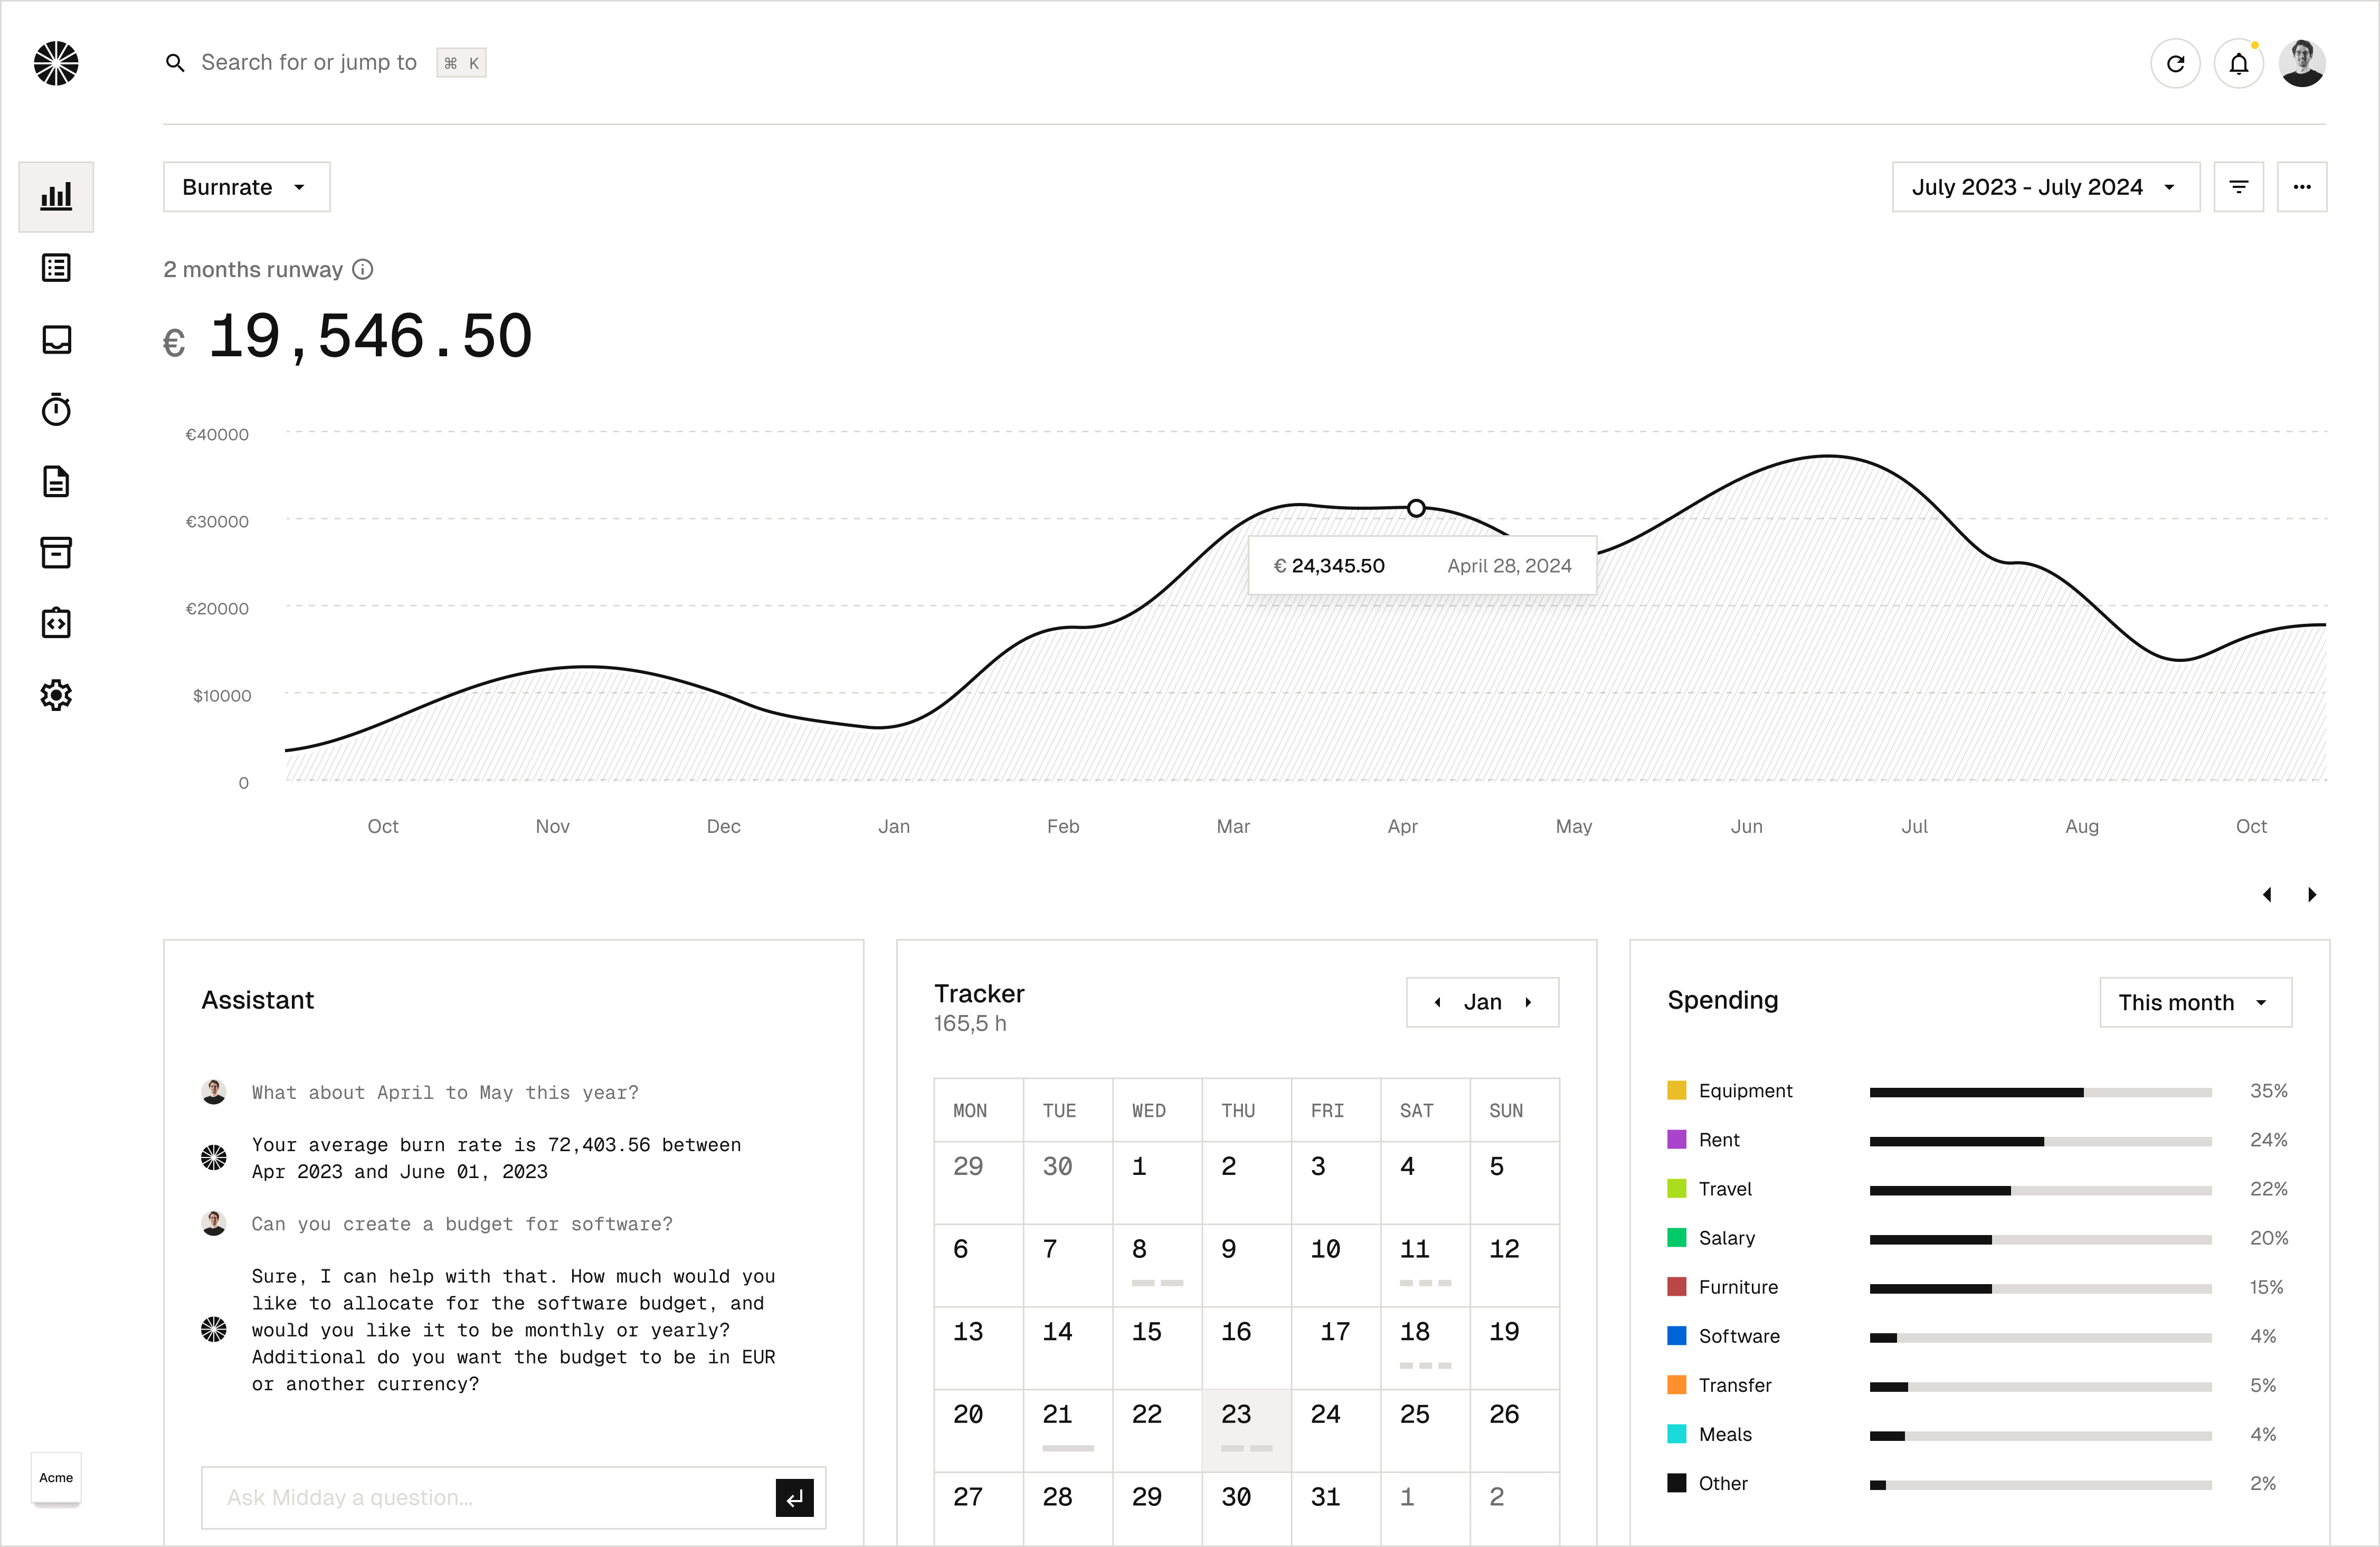 Search for or jump to ⌘ K
Burnrate
July 2023 - July 2024
2 months runway
€ 19,546.50
€40000
€30000
€20000
$10000
0
€ 24,345.50 April 28, 2024
Oct Nov Dec Jan Feb Mar Apr May Jun Jul Aug Oct
Assistant
What about April to May this year?
Your average burn rate is 72,403.56 between
Apr 2023 and June 01, 2023
Can you create a budget for software?
Sure, I can help with that. How much would you
like to allocate for the software budget, and
would you like it to be monthly or yearly?
Additional do you want the budget to be in EUR
or another currency?
Ask Midday a question...
Tracker
165,5 h
Jan
MON TUE WED THU FRI SAT SUN
29 30 1 2 3 4 5
6 7 8 9 10 11 12
13 14 15 16 17 18 19
20 21 22 23 24 25 26
27 28 29 30 31 1 2
Spending
This month
Equipment 35%
Rent 24%
Travel 22%
Salary 20%
Furniture 15%
Software 4%
Transfer 5%
Meals 4%
Other 2%
Acme